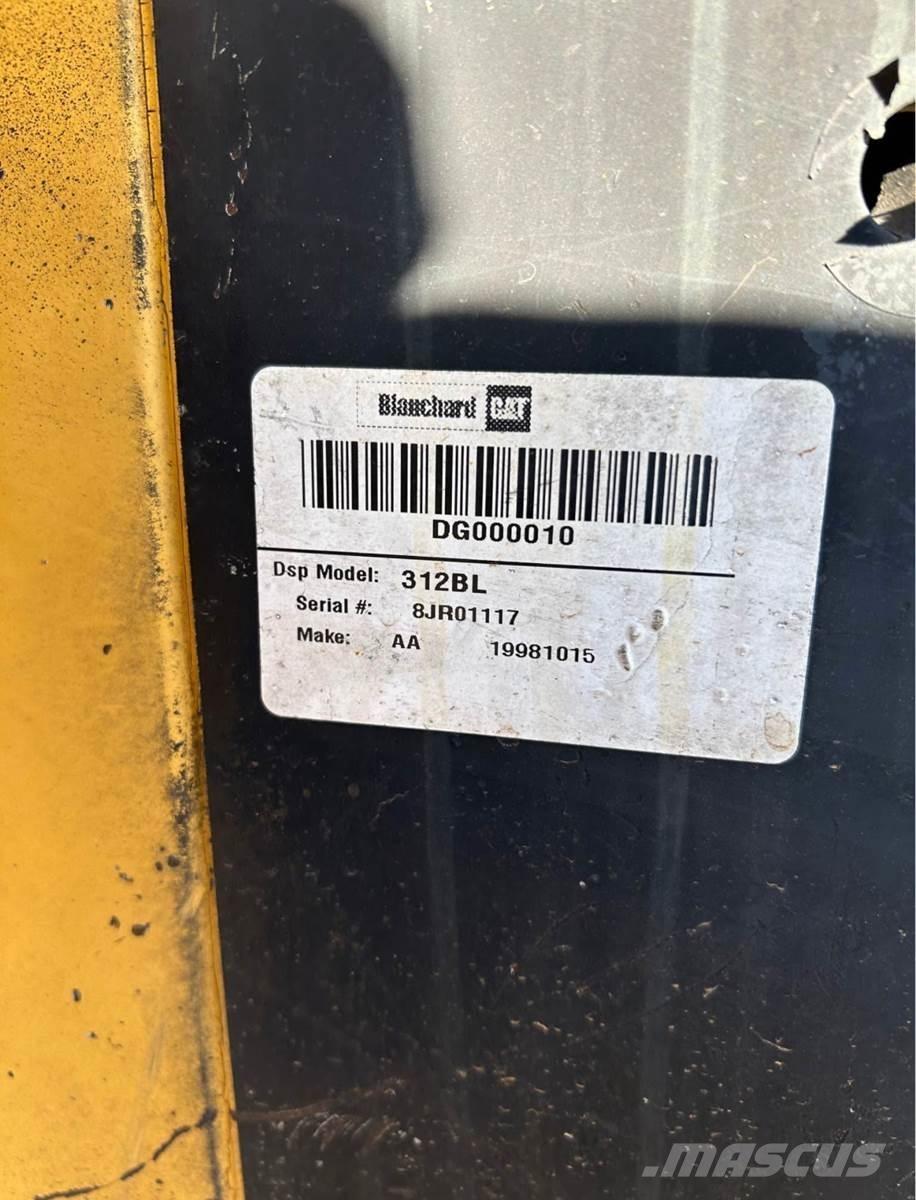 Blanchard CAT
DG000010
Dsp Model: 312BL
Serial #: 8JR01117
Make: AA 19981015
MASCUS